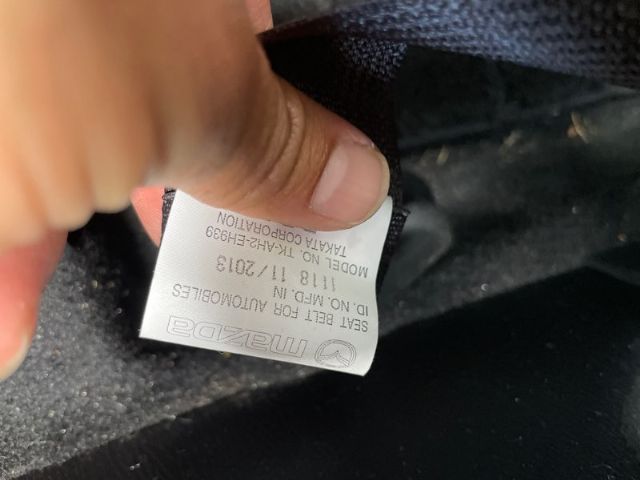 mazda
SEAT BELT FOR AUTOMOBILES
ID. NO. MFD. IN
1118 11/2013
MODEL NO. TK-AH2-EH939
TAKATA CORPORATION